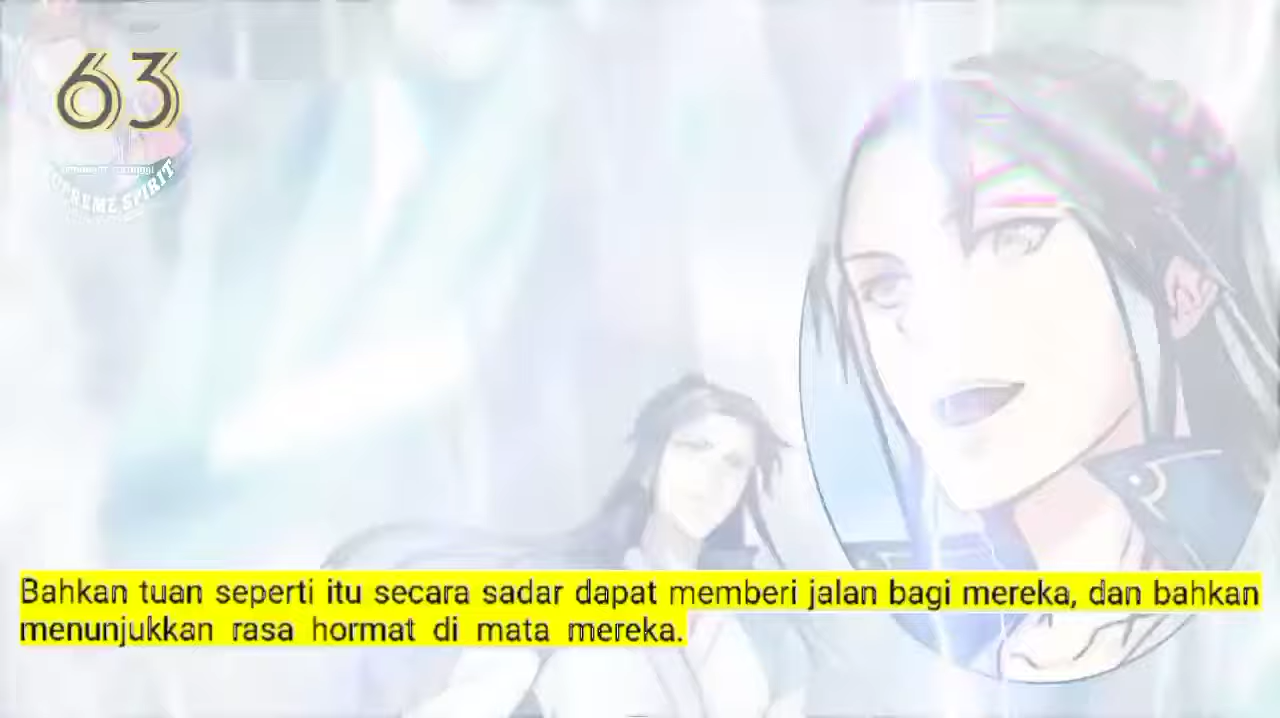 63
SPIRIT
Bahkan tuan seperti itu secara sadar dapat memberi jalan bagi mereka, dan bahkan
menunjukkan rasa hormat di mata mereka.